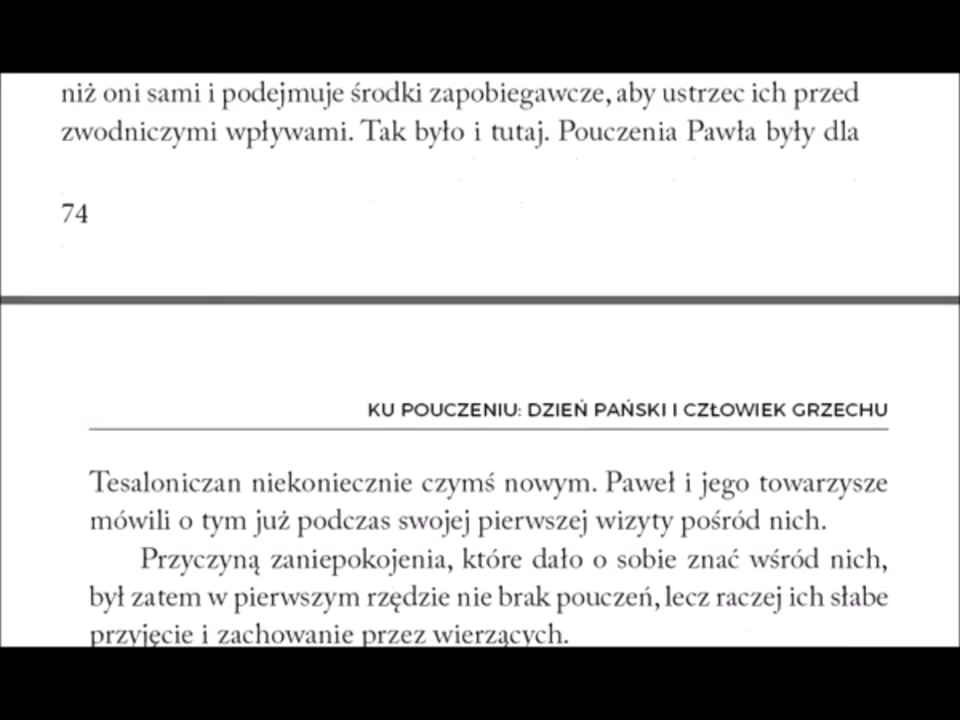 niż oni sami i podejmuje środki zapobiegawcze, aby ustrzec ich przed
zwodniczymi wpływami. Tak było i tutaj. Pouczenia Pawła były dla
74
KU POUCZENIU: DZIEŃ PAŃSKI I CZŁOWIEK GRZECHU
Tesaloniczan niekoniecznie czymś nowym. Paweł i jego towarzysze
mówili o tym już podczas swojej pierwszej wizyty pośród nich.
Przyczyną zaniepokojenia, które dało o sobie znać wśród nich,
był zatem w pierwszym rzędzie nie brak pouczeń, lecz raczej ich słabe
przyjęcie i zachowanie przez wierzących.